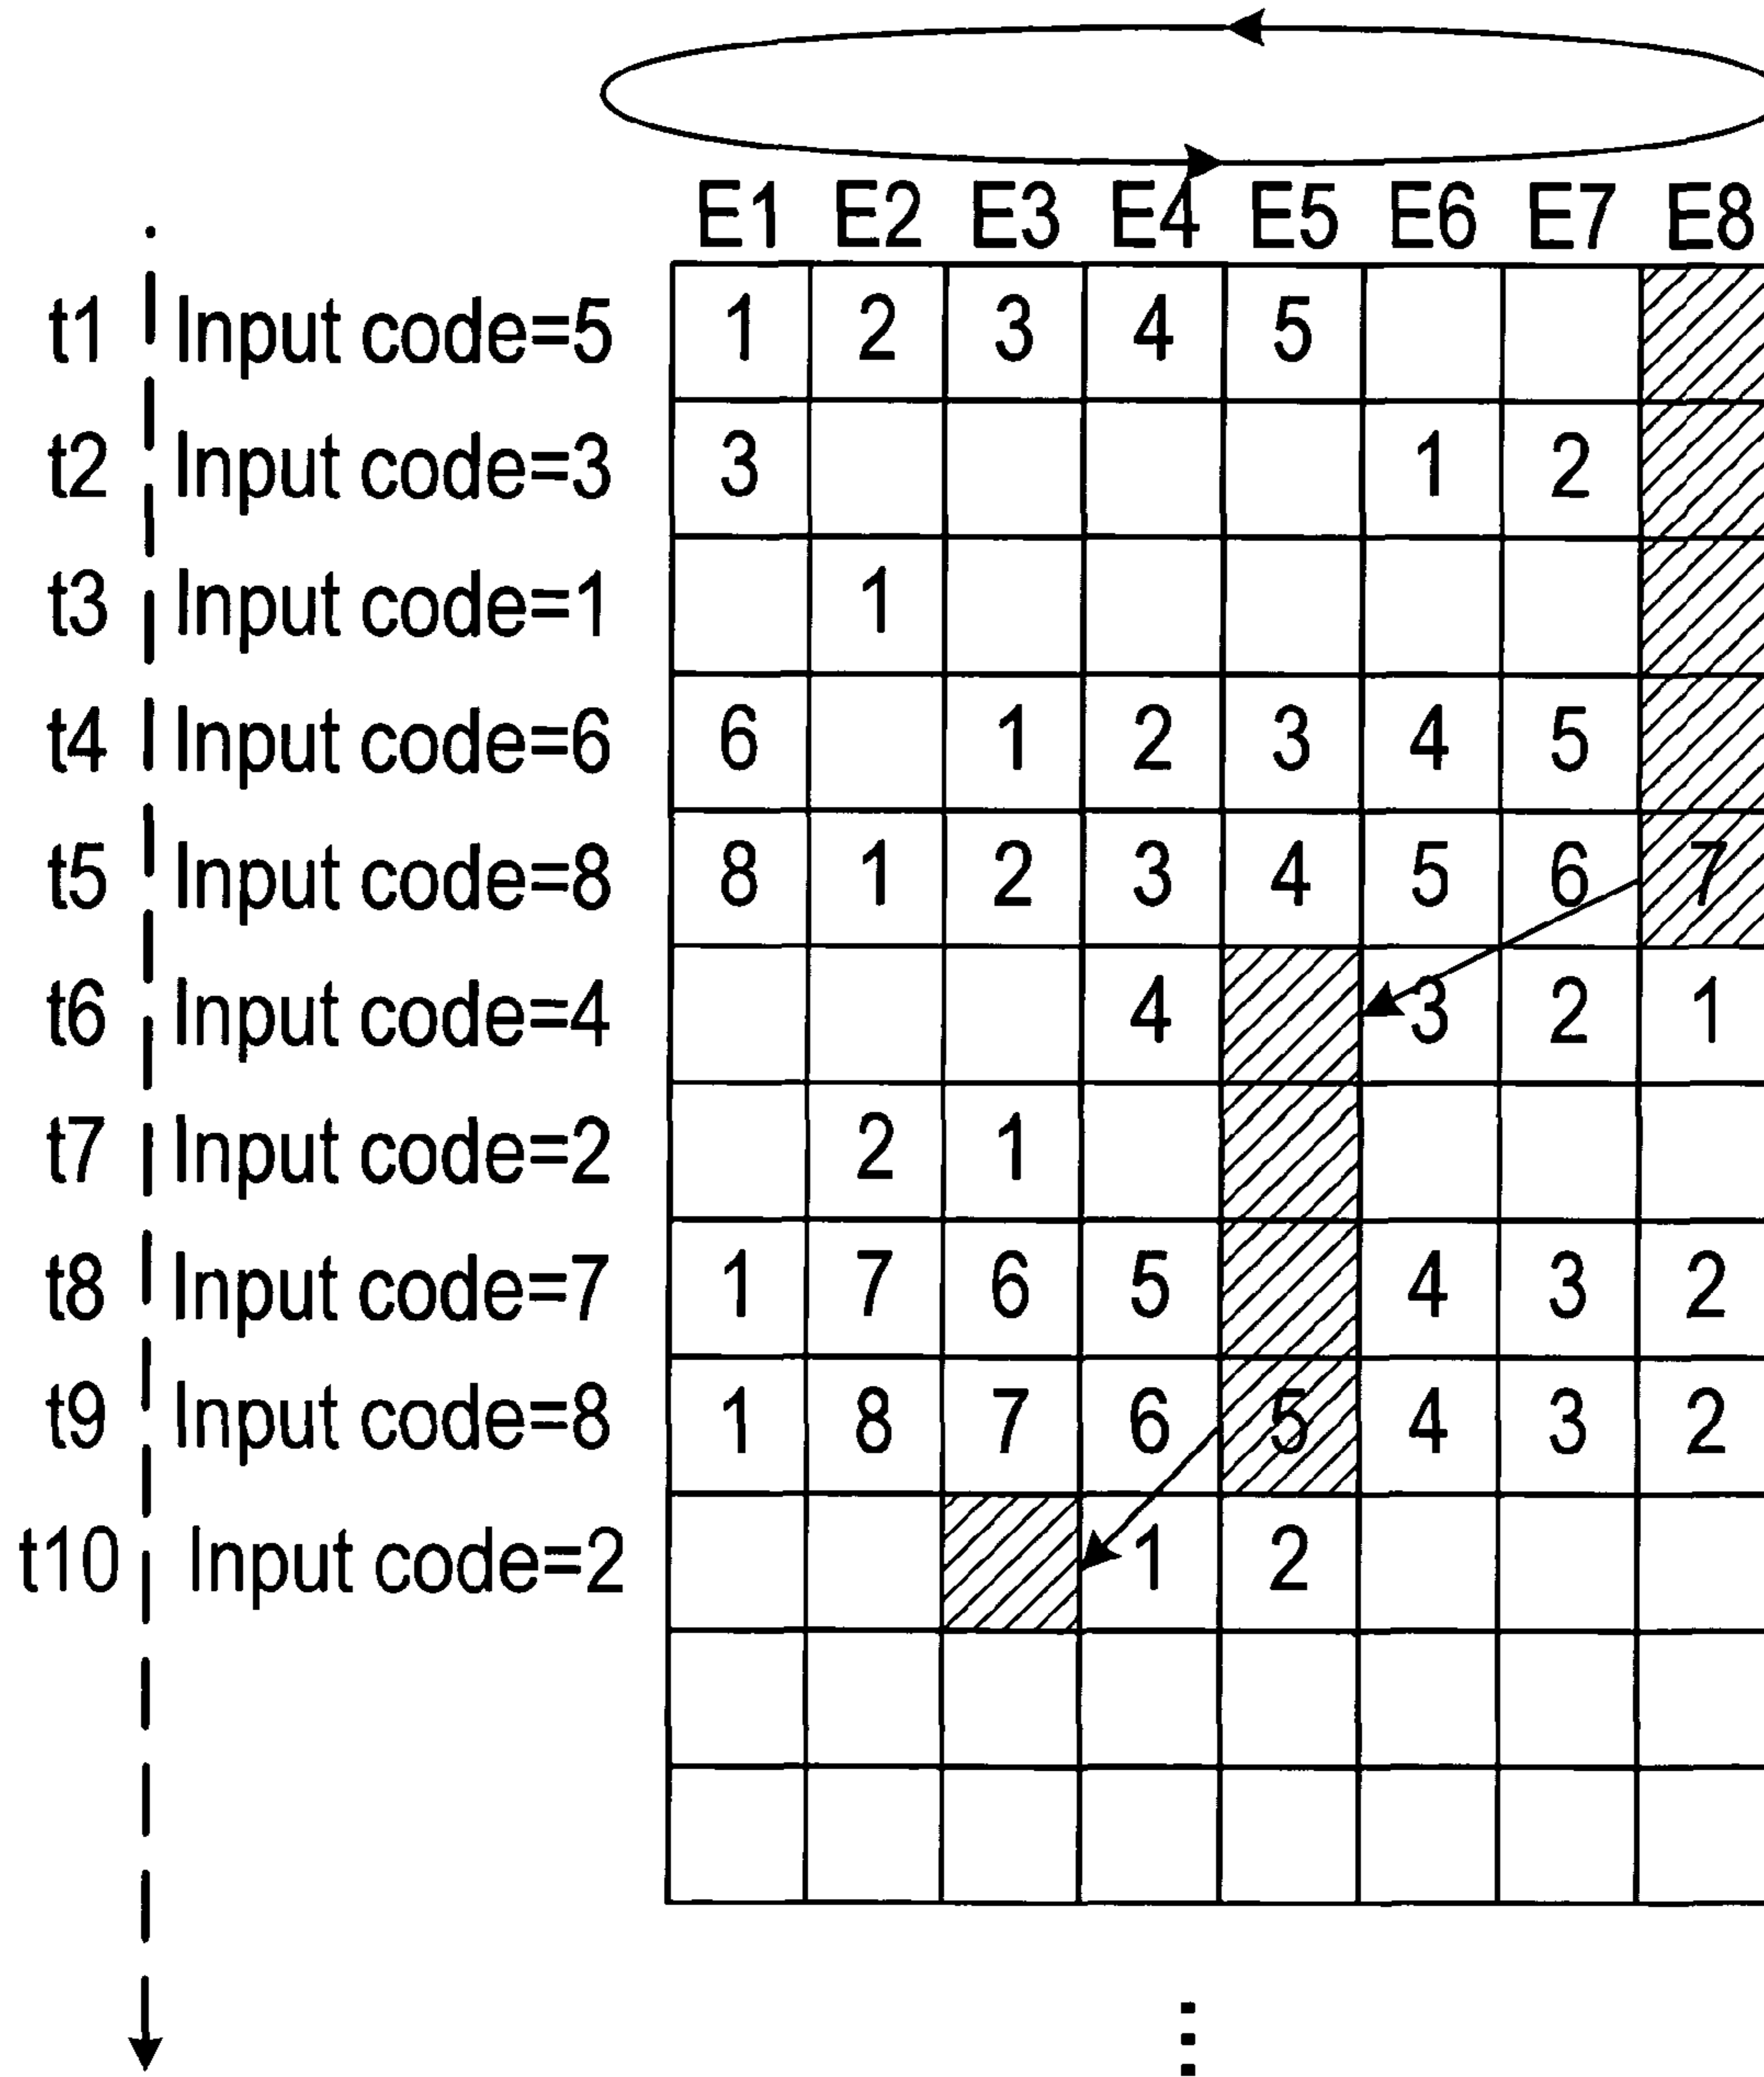 E1 E2 E3 E4 E5 E6 E7 E8
t1 Input code=5 1 2 3 4 5
t2 Input code=3 3 1 2
t3 Input code=1 1
t4 Input code=6 6 1 2 3 4 5
t5 Input code=8 8 1 2 3 4 5 6 7
t6 Input code=4 4 3 2 1
t7 Input code=2 2 1
t8 Input code=7 1 7 6 5 4 3 2
t9 Input code=8 1 8 7 6 5 4 3 2
t10 Input code=2 1 2